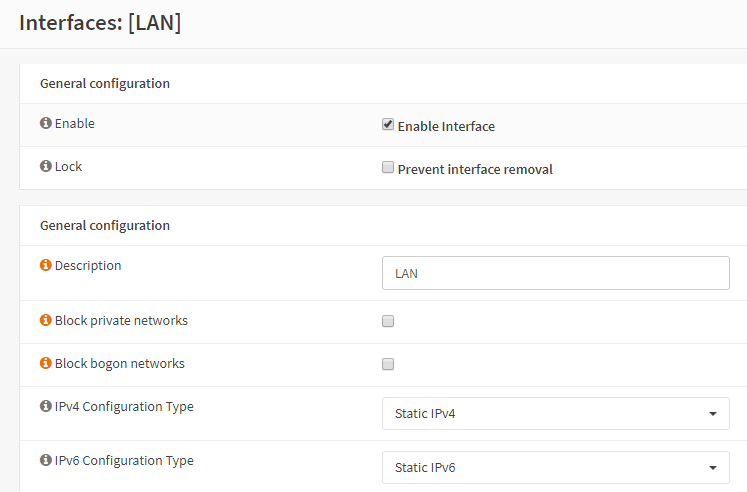 Interfaces: [LAN]
General configuration
Enable Enable Interface
Lock Prevent interface removal
General configuration
Description LAN
Block private networks
Block bogon networks
IPv4 Configuration Type Static IPv4
IPv6 Configuration Type Static IPv6